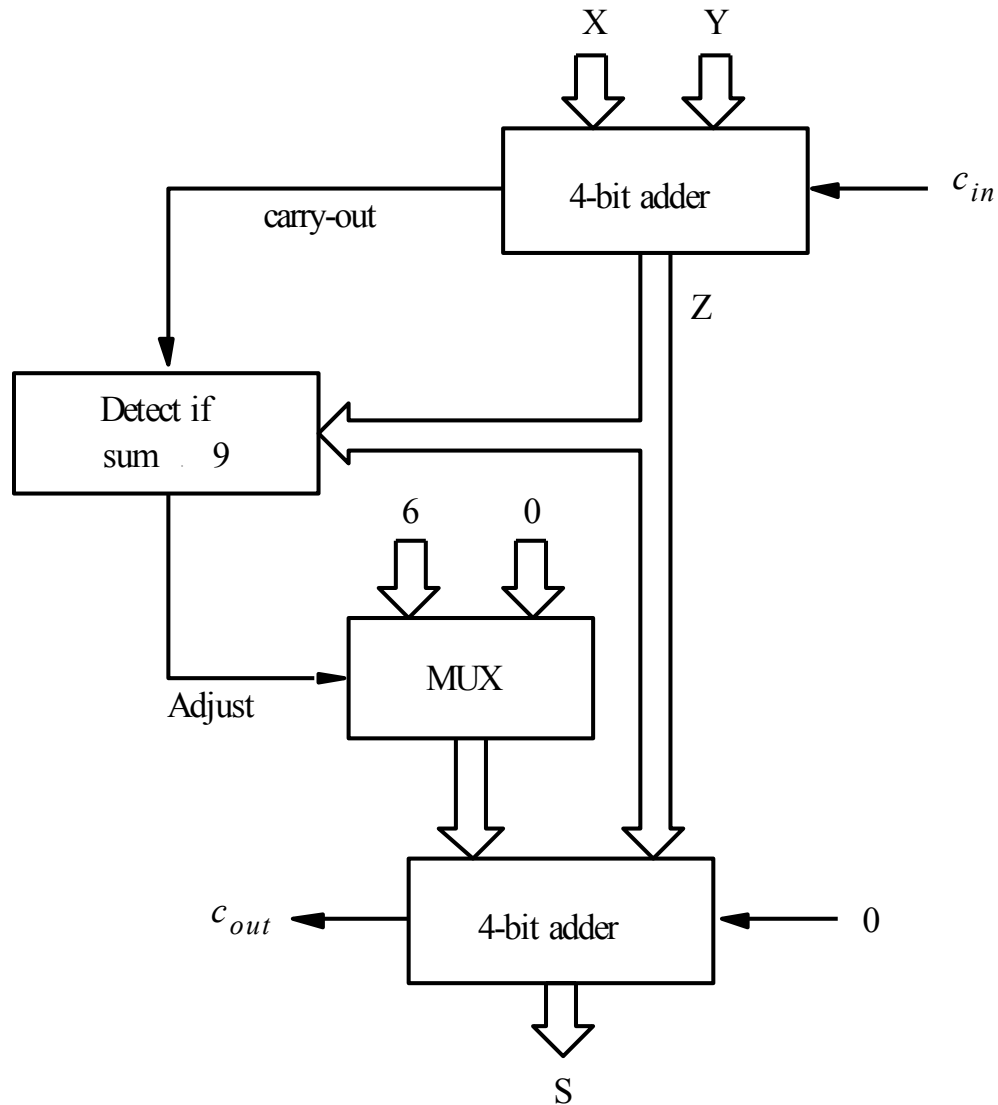 X
Y
4-bit adder
c_in
carry-out
Z
Detect if
sum . 9
6
0
MUX
Adjust
c_out
4-bit adder
0
S